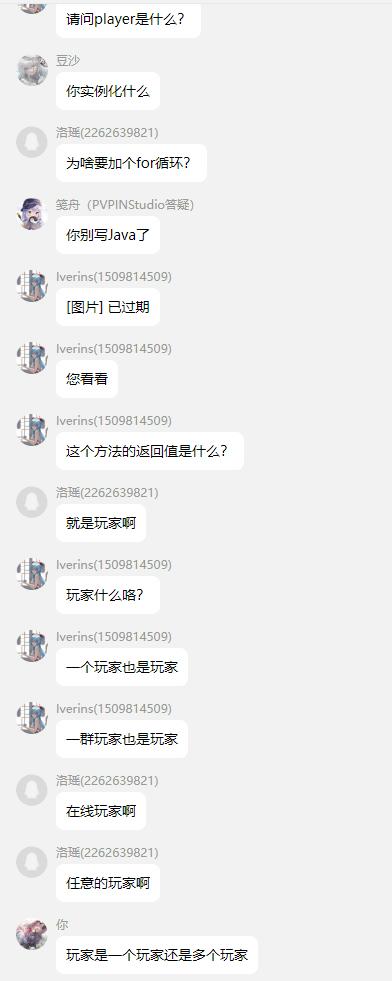 请问player是什么？
豆沙
你实例化什么
洛瑶(2262639821)
为啥要加个for循环？
笺舟（PVPINStudio答疑）
你别写Java了
Iverins(1509814509)
[图片] 已过期
Iverins(1509814509)
您看看
Iverins(1509814509)
这个方法的返回值是什么？
洛瑶(2262639821)
就是玩家啊
Iverins(1509814509)
玩家什么咯？
Iverins(1509814509)
一个玩家也是玩家
Iverins(1509814509)
一群玩家也是玩家
洛瑶(2262639821)
在线玩家啊
洛瑶(2262639821)
任意的玩家啊
你
玩家是一个玩家还是多个玩家